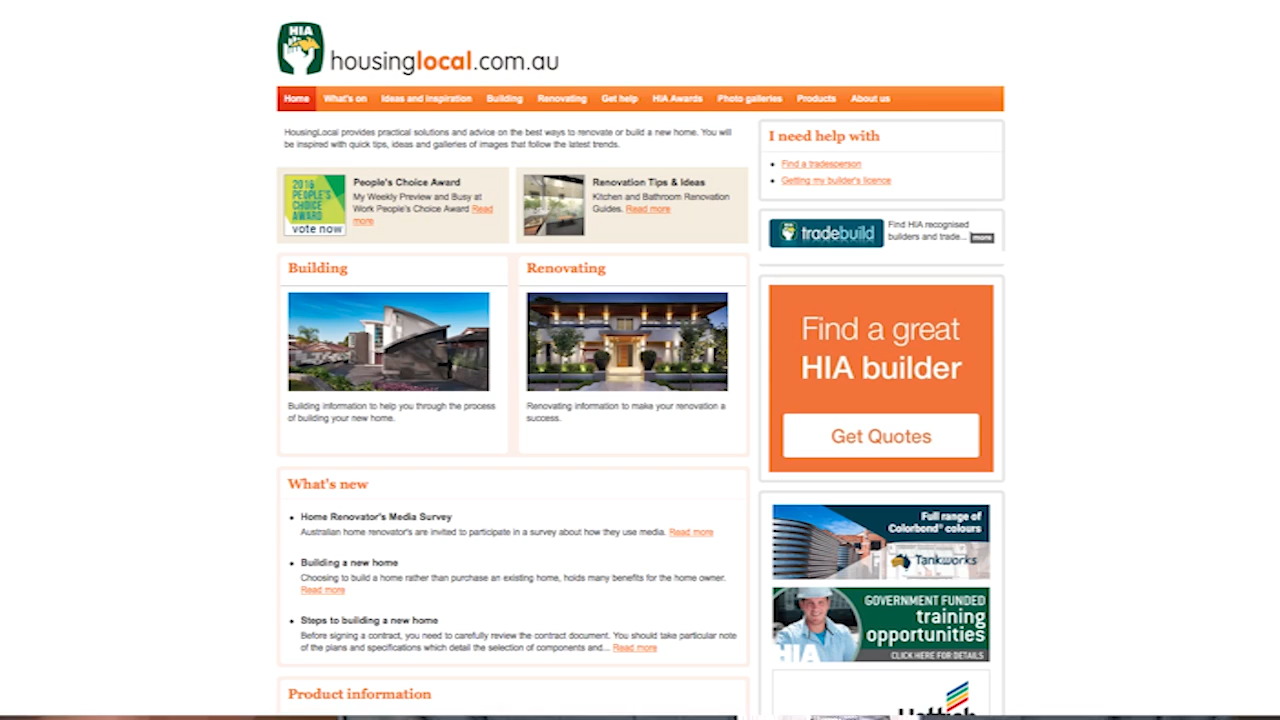 HIA
housinglocal.com.au
Home What's on Ideas and inspiration Building Renovating Get help HIA Awards Photo galleries Products About us
HousingLocal provides practical solutions and advice on the best ways to renovate or build a new home. You will
be inspired with quick tips, ideas and galleries of images that follow the latest trends.
2016
PEOPLE'S
CHOICE
AWARD
vote now
People's Choice Award
My Weekly Preview and Busy at
Work People's Choice Award Read
more
Renovation Tips & Ideas
Kitchen and Bathroom Renovation
Guides. Read more
Building
Building information to help you through the process
of building your new home.
Renovating
Renovating information to make your renovation a
success.
What's new
Home Renovator's Media Survey
Australian home renovator's are invited to participate in a survey about how they use media. Read more
Building a new home
Choosing to build a home rather than purchase an existing home, holds many benefits for the home owner.
Read more
Steps to building a new home
Before signing a contract, you need to carefully review the contract document. You should take particular note
of the plans and specifications which detail the selection of components and... Read more
Product information
I need help with
Find a tradesperson
Getting my builder's licence
tradebuild
Find HIA recognised
builders and trade... more
Find a great
HIA builder
Get Quotes
Full range of
Colorbond® colours
Tankworks
GOVERNMENT FUNDED
training
opportunities
HIA
CLICK HERE FOR DETAILS